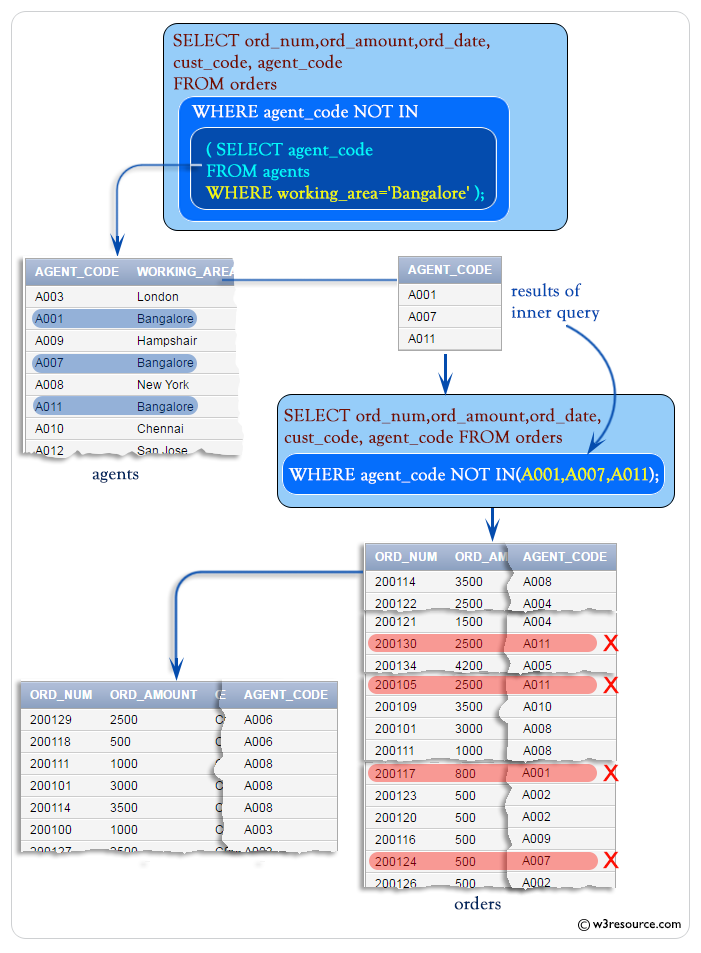 SELECT ord_num,ord_amount,ord_date,
cust_code, agent_code
FROM orders
WHERE agent_code NOT IN
( SELECT agent_code
FROM agents
WHERE working_area='Bangalore' );
AGENT_CODE WORKING_AREA
A003 London
A001 Bangalore
A009 Hampshair
A007 Bangalore
A008 New York
A011 Bangalore
A010 Chennai
A012 San Jose
agents
AGENT_CODE
A001
A007
A011
results of
inner query
SELECT ord_num,ord_amount,ord_date,
cust_code, agent_code FROM orders
WHERE agent_code NOT IN(A001,A007,A011);
ORD_NUM ORD_AM AGENT_CODE
200114 3500 A008
200122 2500 A004
200121 1500 A004
200130 2500 A011 X
200134 4200 A005
200105 2500 A011 X
200109 3500 A010
200101 3000 A008
200111 1000 A008
200117 800 A001 X
200123 500 A002
200120 500 A002
200116 500 A009
200124 500 A007 X
200126 500 A002
orders
ORD_NUM ORD_AMOUNT AGENT_CODE
200129 2500 A006
200118 500 A006
200111 1000 A008
200101 3000 A008
200114 3500 A008
200100 1000 A003
200127 2500 A003
© w3resource.com